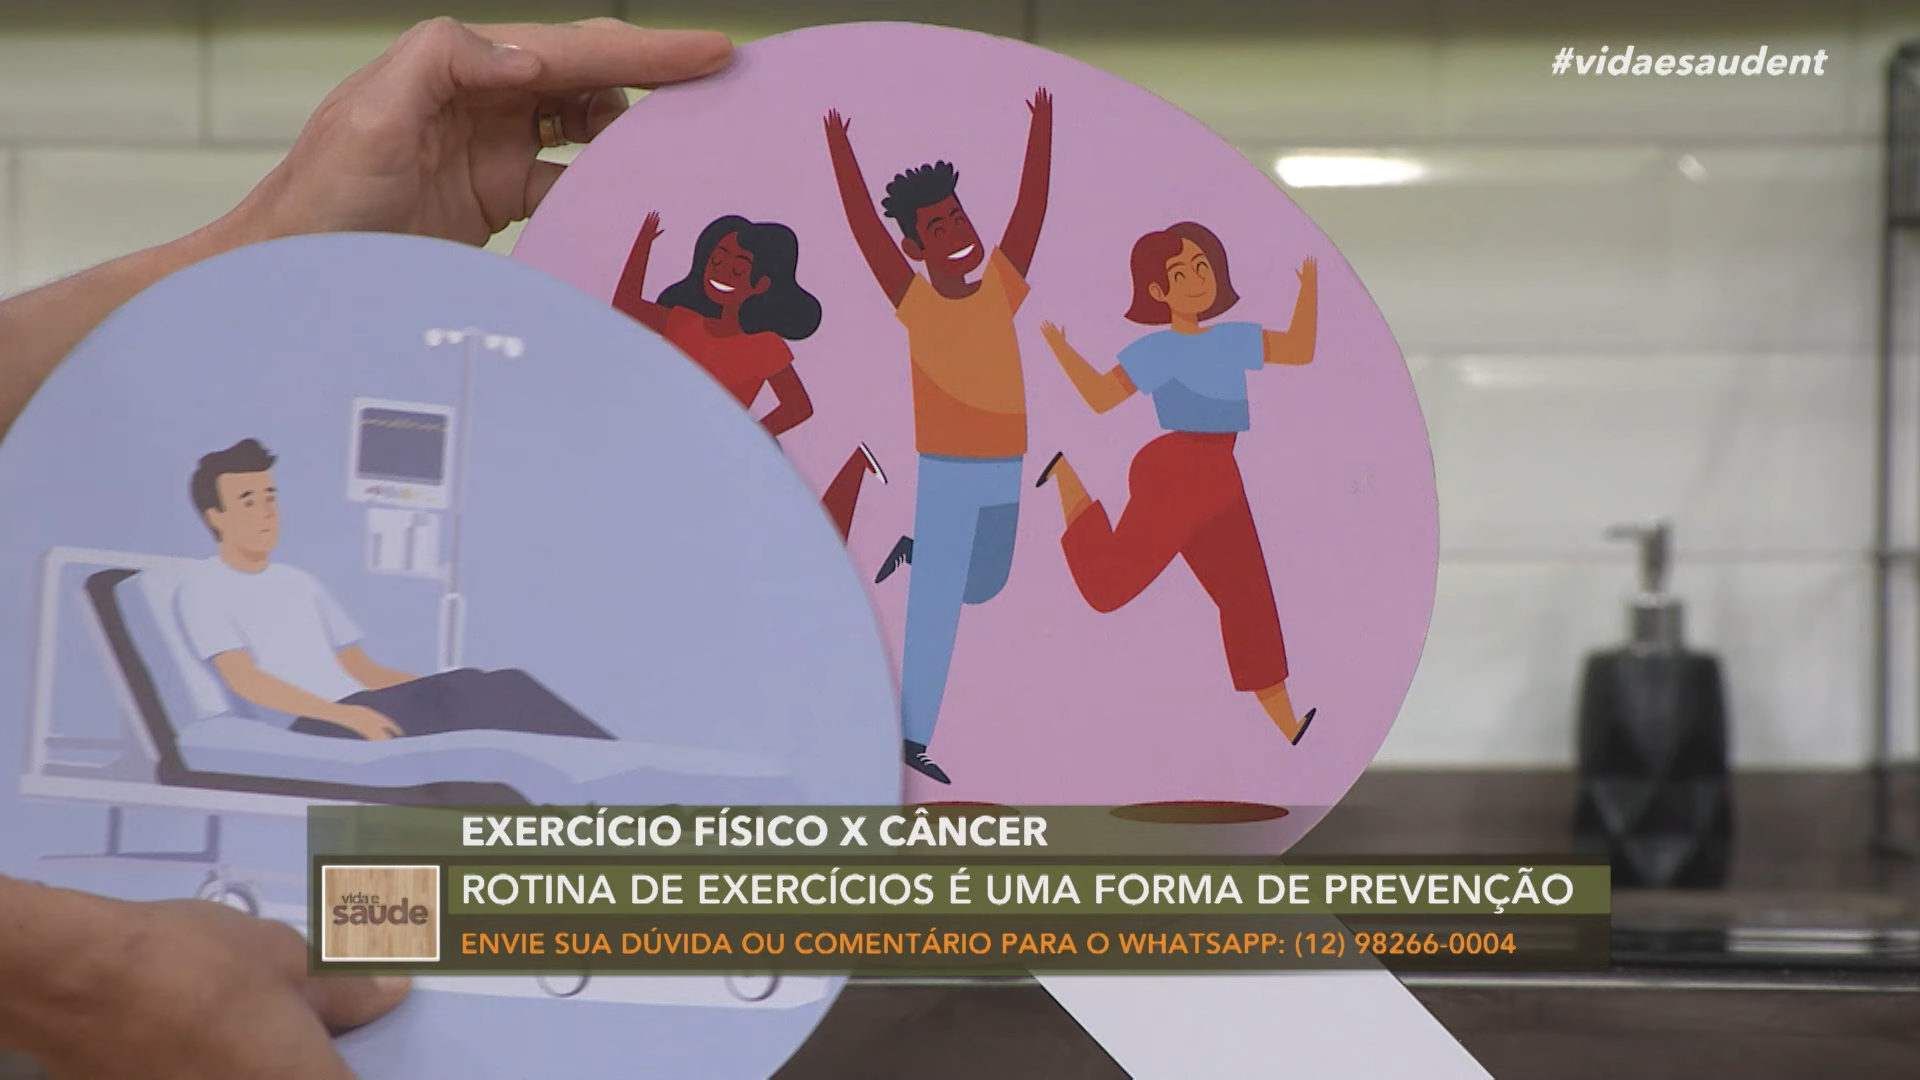 #vidaesaudent
EXERCÍCIO FÍSICO X CÂNCER
vida e
saúde
ROTINA DE EXERCÍCIOS É UMA FORMA DE PREVENÇÃO
ENVIE SUA DÚVIDA OU COMENTÁRIO PARA O WHATSAPP: (12) 98266-0004